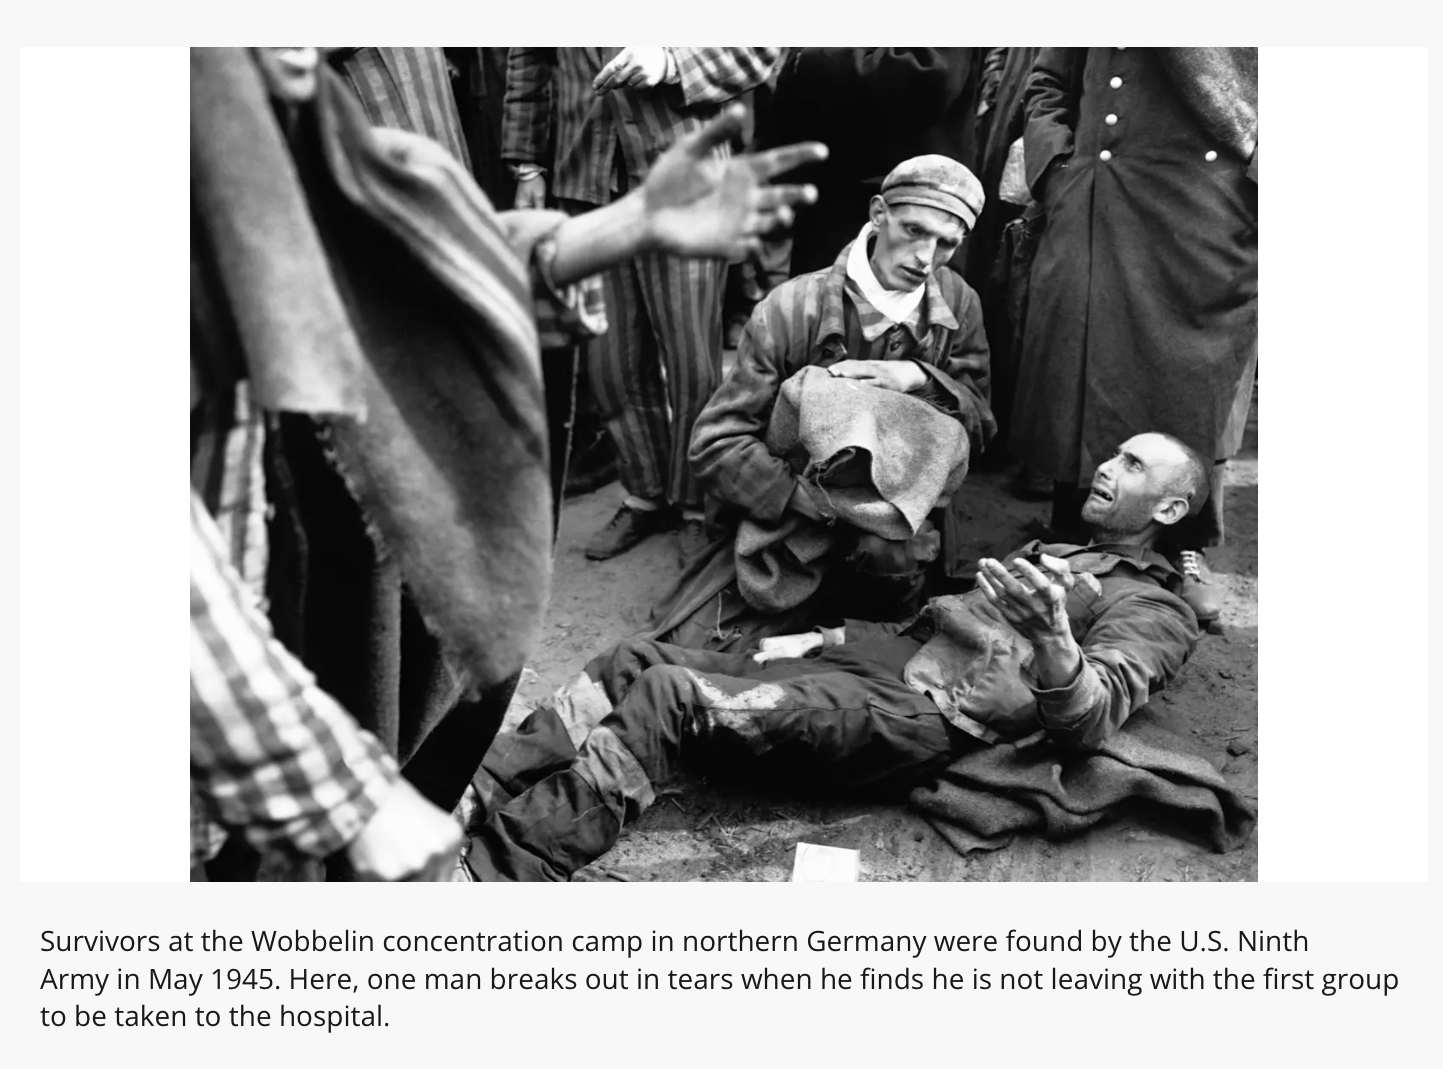 Survivors at the Wobbelin concentration camp in northern Germany were found by the U.S. Ninth
Army in May 1945. Here, one man breaks out in tears when he finds he is not leaving with the first group
to be taken to the hospital.